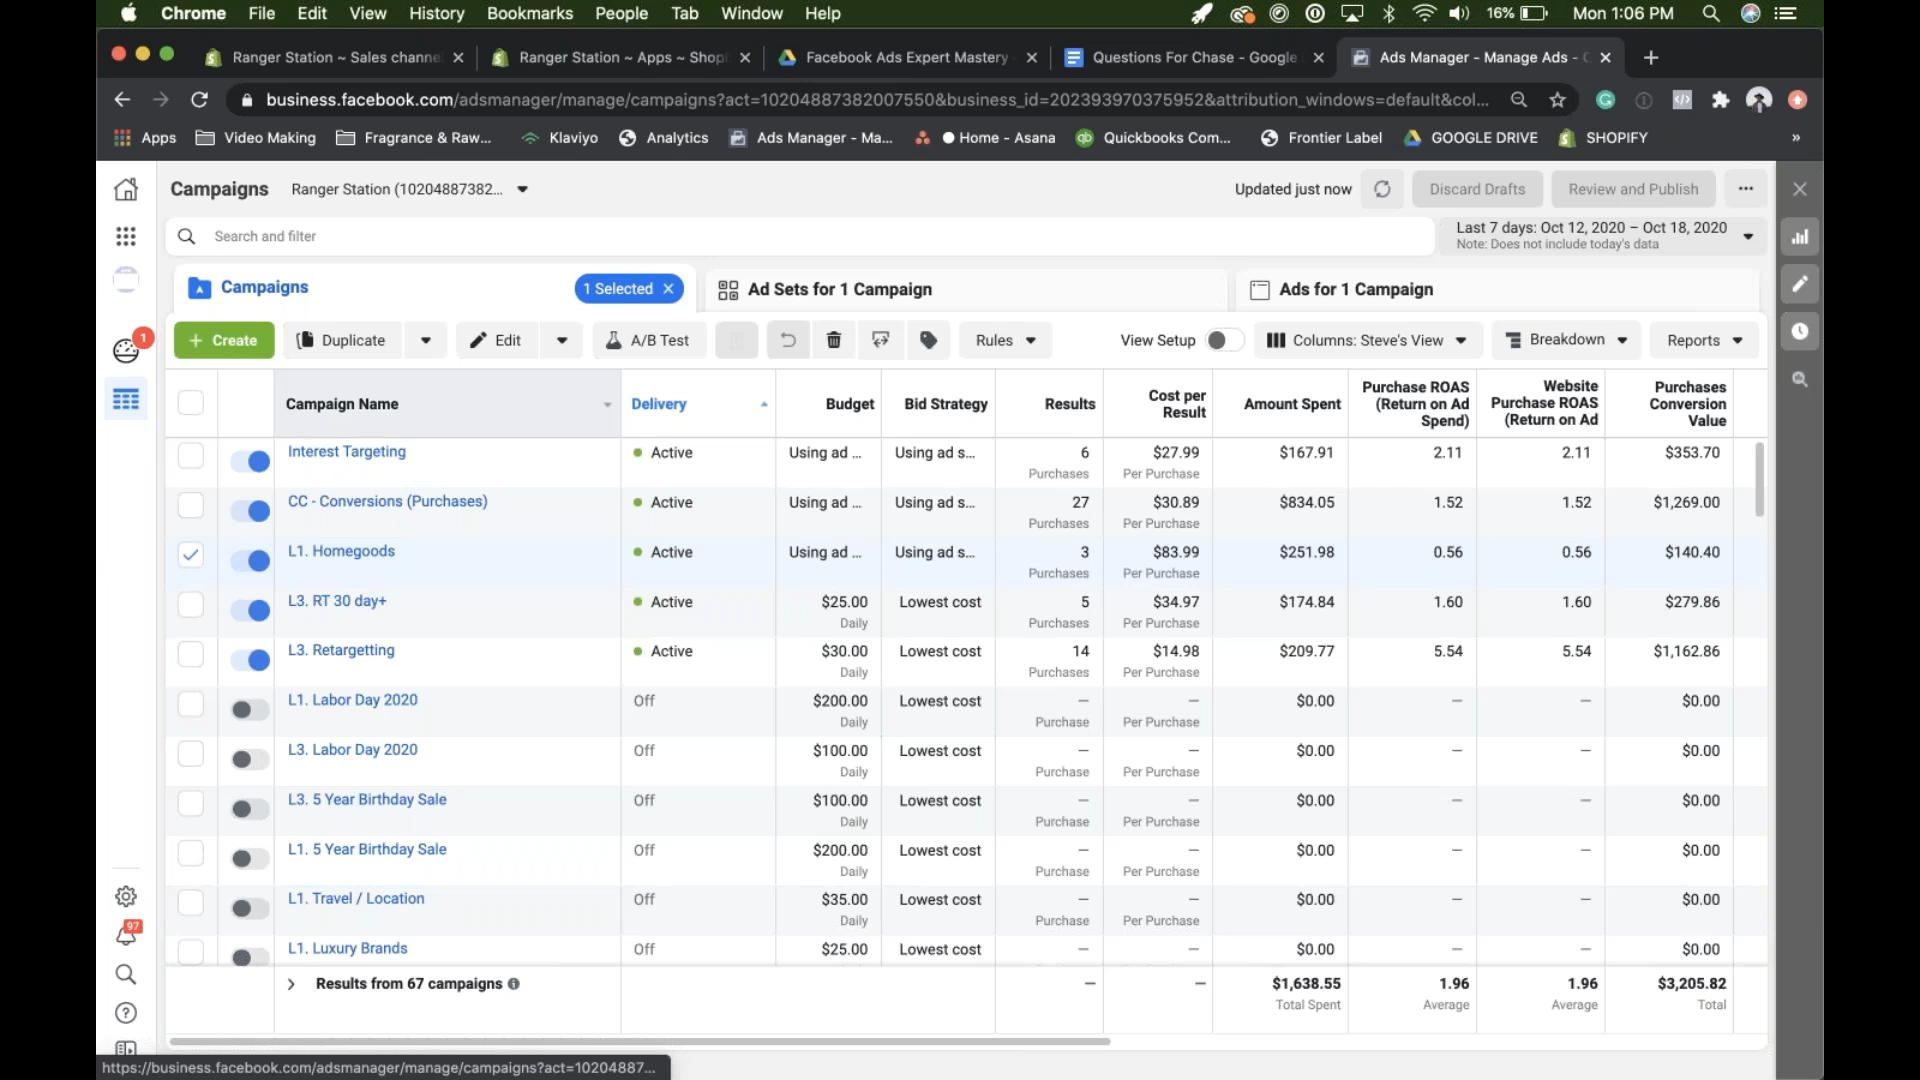 Chrome File Edit View History Bookmarks People Tab Window Help 16% Mon 1:06 PM
Ranger Station ~ Sales channe Ranger Station ~ Apps ~ Shop Facebook Ads Expert Mastery Questions For Chase - Google Ads Manager - Manage Ads -
business.facebook.com/adsmanager/manage/campaigns?act=10204887382007550&business_id=202393970375952&attribution_windows=default&col...
Apps Video Making Fragrance & Raw... Klaviyo Analytics Ads Manager - Ma... Home - Asana Quickbooks Com... Frontier Label GOOGLE DRIVE SHOPIFY »
Campaigns Ranger Station (10204887382... Updated just now Discard Drafts Review and Publish ...
Search and filter
Last 7 days: Oct 12, 2020 – Oct 18, 2020
Note: Does not include today's data
Campaigns 1 Selected Ad Sets for 1 Campaign Ads for 1 Campaign
1
+ Create Duplicate Edit A/B Test Rules View Setup Columns: Steve's View Breakdown Reports
Campaign Name Delivery Budget Bid Strategy Results Cost per Result Amount Spent Purchase ROAS (Return on Ad Spend) Website Purchase ROAS (Return on Ad Purchases Conversion Value
Interest Targeting Active Using ad ... Using ad s... 6 $27.99 $167.91 2.11 2.11 $353.70
Purchases Per Purchase
CC - Conversions (Purchases) Active Using ad ... Using ad s... 27 $30.89 $834.05 1.52 1.52 $1,269.00
Purchases Per Purchase
L1. Homegoods Active Using ad ... Using ad s... 3 $83.99 $251.98 0.56 0.56 $140.40
Purchases Per Purchase
L3. RT 30 day+ Active $25.00 Lowest cost 5 $34.97 $174.84 1.60 1.60 $279.86
Daily Purchases Per Purchase
L3. Retargetting Active $30.00 Lowest cost 14 $14.98 $209.77 5.54 5.54 $1,162.86
Daily Purchases Per Purchase
L1. Labor Day 2020 Off $200.00 Lowest cost — — $0.00 — — $0.00
Daily Purchase Per Purchase
L3. Labor Day 2020 Off $100.00 Lowest cost — — $0.00 — — $0.00
Daily Purchase Per Purchase
L3. 5 Year Birthday Sale Off $100.00 Lowest cost — — $0.00 — — $0.00
Daily Purchase Per Purchase
L1. 5 Year Birthday Sale Off $200.00 Lowest cost — — $0.00 — — $0.00
Daily Purchase Per Purchase
L1. Travel / Location Off $35.00 Lowest cost — — $0.00 — — $0.00
Daily Purchase Per Purchase
97
L1. Luxury Brands Off $25.00 Lowest cost — — $0.00 — — $0.00
Results from 67 campaigns — — $1,638.55 1.96 1.96 $3,205.82
Total Spent Average Average Total
https://business.facebook.com/adsmanager/manage/campaigns?act=10204887...